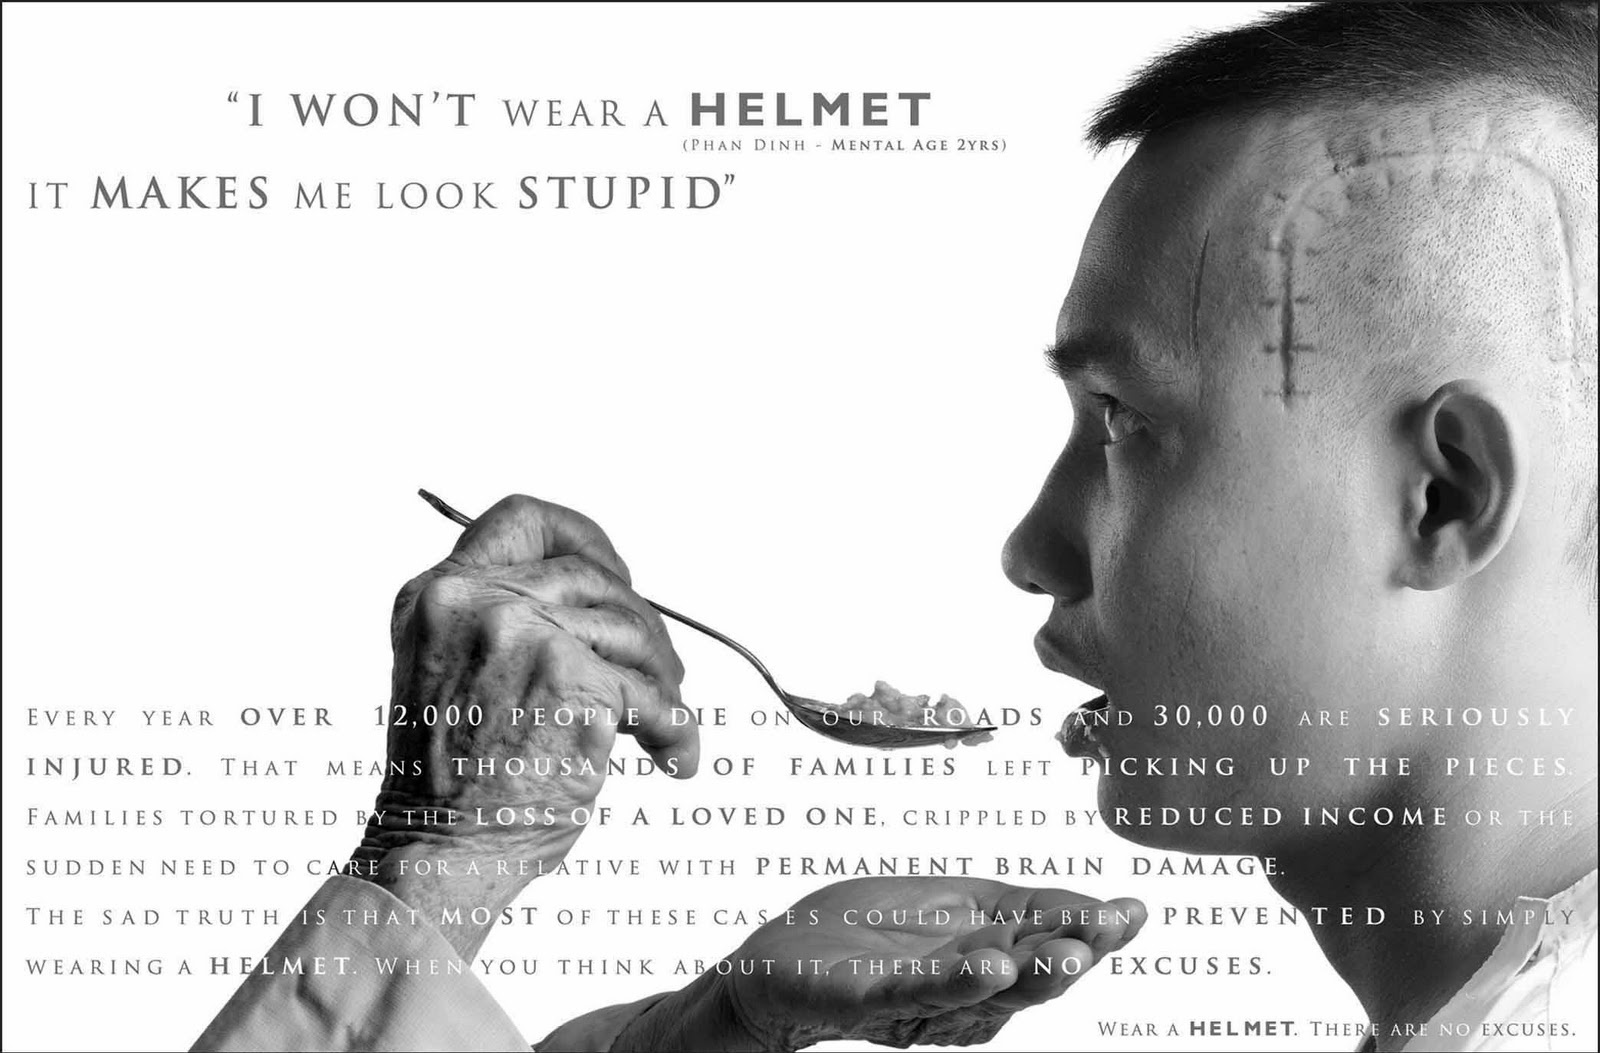 “I WON’T WEAR A HELMET
(PHAN DINH - MENTAL AGE 2YRS)
IT MAKES ME LOOK STUPID”
EVERY YEAR OVER 12,000 PEOPLE DIE ON OUR ROADS AND 30,000 ARE SERIOUSLY
INJURED. THAT MEANS THOUSANDS OF FAMILIES LEFT PICKING UP THE PIECES.
FAMILIES TORTURED BY THE LOSS OF A LOVED ONE, CRIPPLED BY REDUCED INCOME OR THE
SUDDEN NEED TO CARE FOR A RELATIVE WITH PERMANENT BRAIN DAMAGE.
THE SAD TRUTH IS THAT MOST OF THESE CASES COULD HAVE BEEN PREVENTED BY SIMPLY
WEARING A HELMET. WHEN YOU THINK ABOUT IT, THERE ARE NO EXCUSES.
WEAR A HELMET. THERE ARE NO EXCUSES.